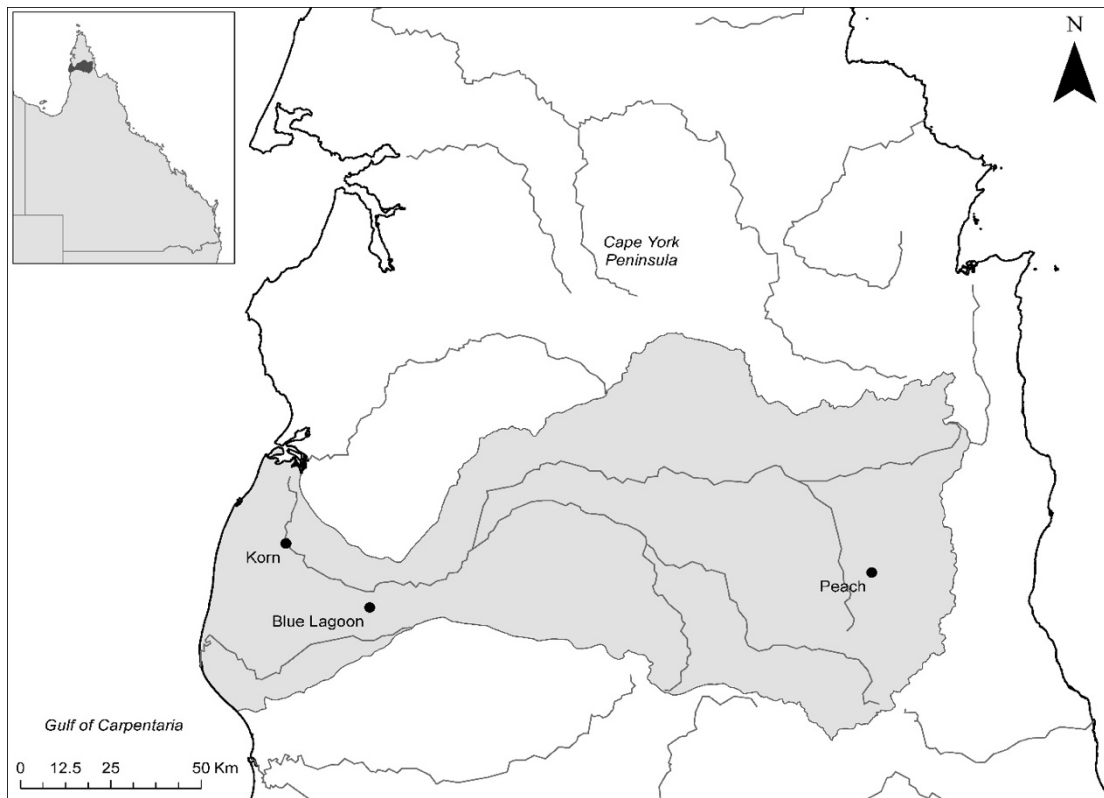 N
Cape York
Peninsula
Korn
Peach
Blue Lagoon
Gulf of Carpentaria
0 12.5 25 50 Km